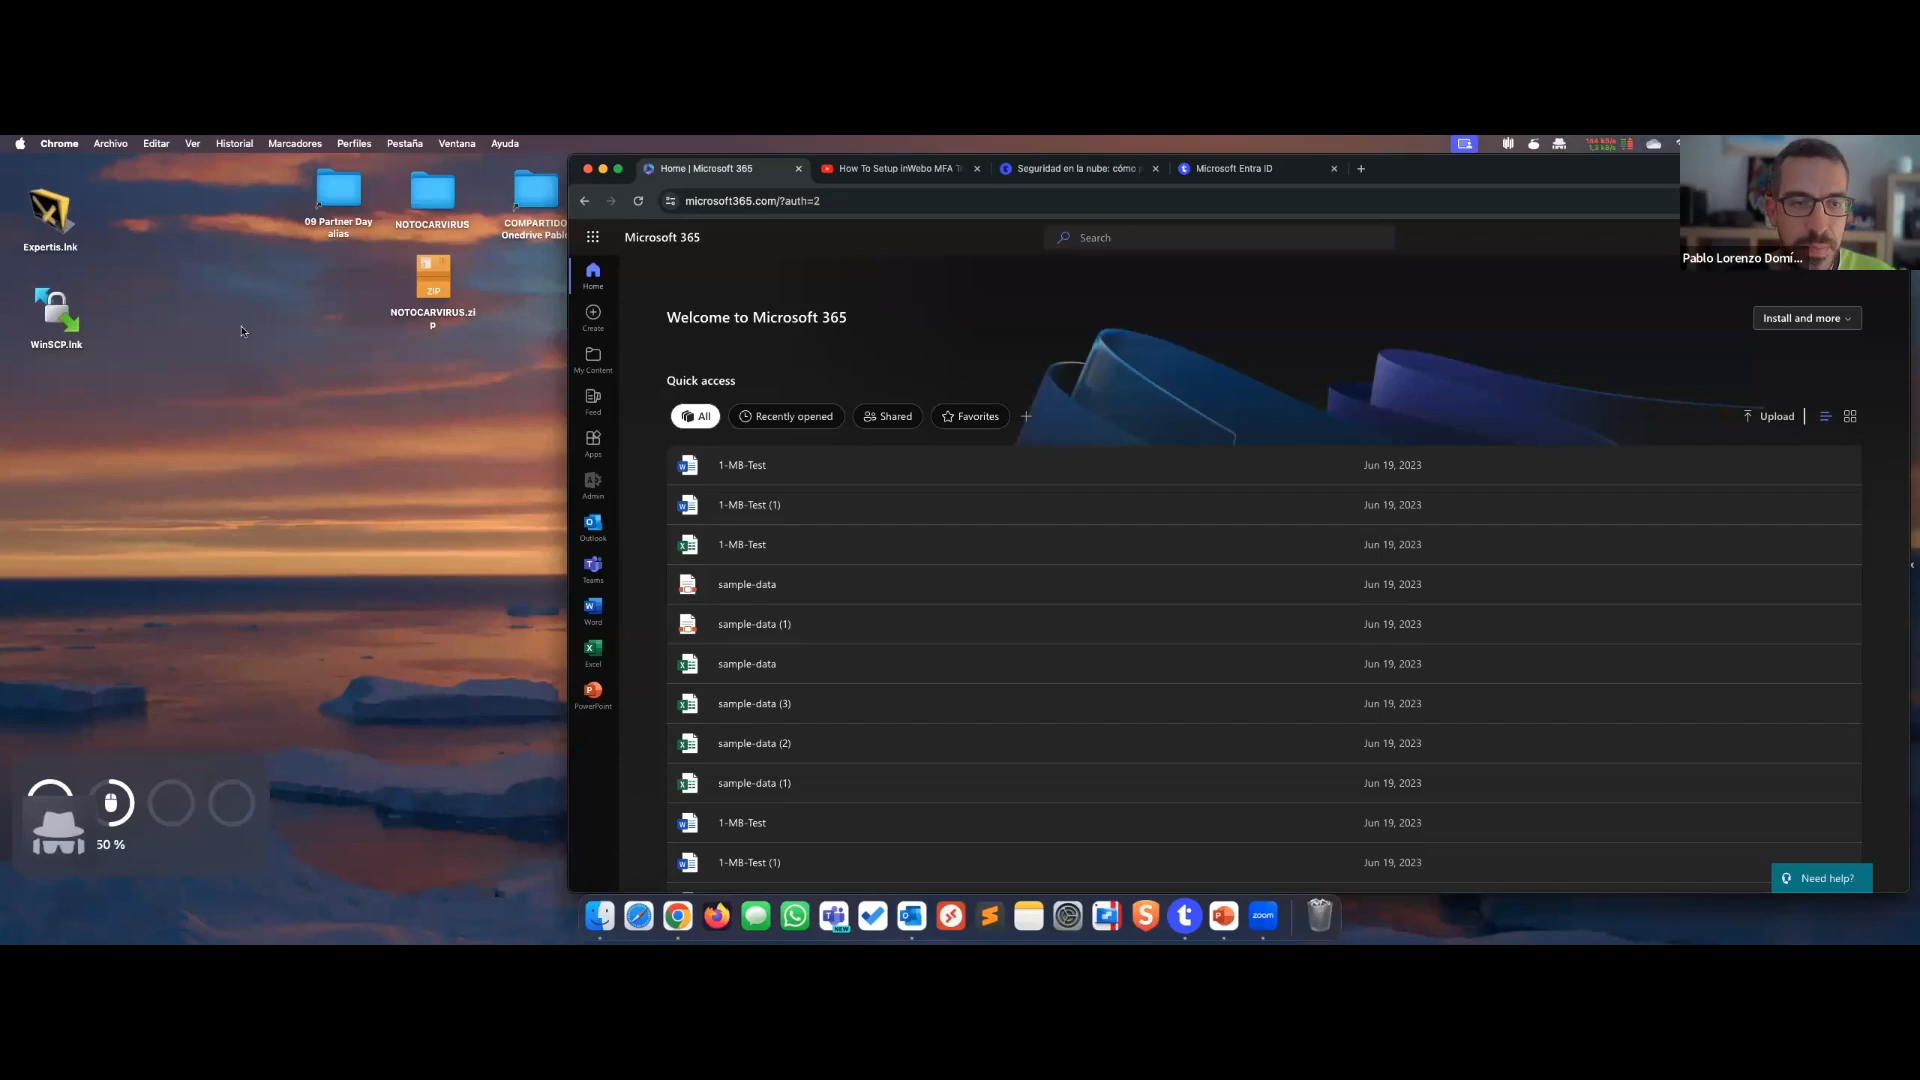 Chrome Archivo Editar Ver Historial Marcadores Perfiles Pestaña Ventana Ayuda
Home | Microsoft 365
How To Setup inWebo MFA T
Seguridad en la nube: cómo
Microsoft Entra ID
microsoft365.com/?auth=2
Expertis.lnk
09 Partner Day
alias
NOTOCARVIRUS
COMPARTIDO
Onedrive Pabl
ZIP
NOTOCARVIRUS.zi
p
WinSCP.lnk
Microsoft 365
Search
Pablo Lorenzo Domí...
Home
Create
My Content
Feed
Apps
Admin
Outlook
Teams
Word
Excel
PowerPoint
Welcome to Microsoft 365
Install and more
Quick access
All
Recently opened
Shared
Favorites
Upload
1-MB-Test Jun 19, 2023
1-MB-Test (1) Jun 19, 2023
1-MB-Test Jun 19, 2023
sample-data Jun 19, 2023
sample-data (1) Jun 19, 2023
sample-data Jun 19, 2023
sample-data (3) Jun 19, 2023
sample-data (2) Jun 19, 2023
sample-data (1) Jun 19, 2023
1-MB-Test Jun 19, 2023
1-MB-Test (1) Jun 19, 2023
Need help?
50 %
NEW
zoom